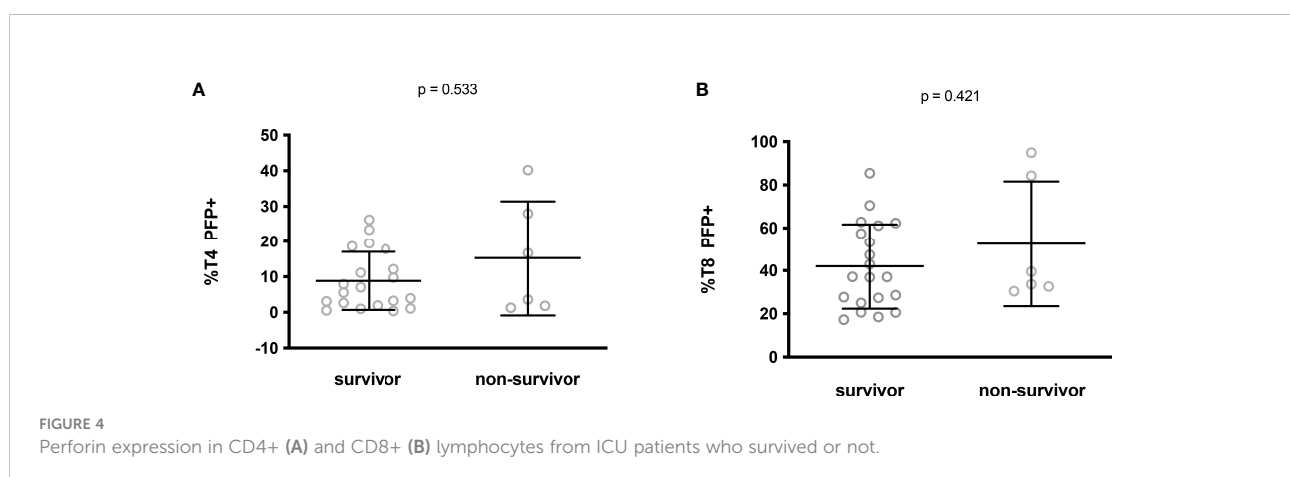 A
p = 0.533
50
40
30
20
10
0
-10
%T4 PFP+
survivor
non-survivor
B
p = 0.421
100
80
60
40
20
0
%T8 PFP+
survivor
non-survivor
FIGURE 4
Perforin expression in CD4+ (A) and CD8+ (B) lymphocytes from ICU patients who survived or not.